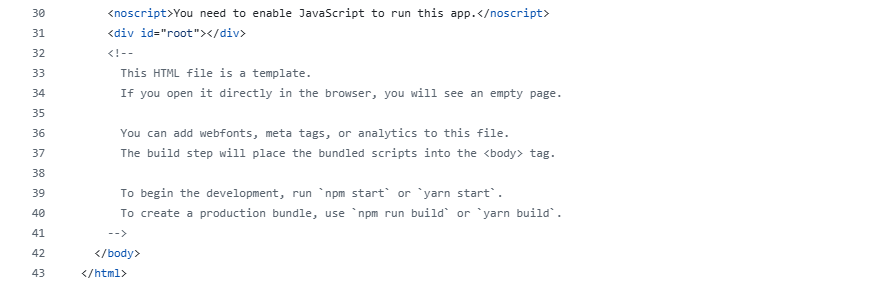 30 <noscript>You need to enable JavaScript to run this app.</noscript>
31 <div id="root"></div>
32 <!--
33 This HTML file is a template.
34 If you open it directly in the browser, you will see an empty page.
35
36 You can add webfonts, meta tags, or analytics to this file.
37 The build step will place the bundled scripts into the <body> tag.
38
39 To begin the development, run `npm start` or `yarn start`.
40 To create a production bundle, use `npm run build` or `yarn build`.
41 -->
42 </body>
43 </html>